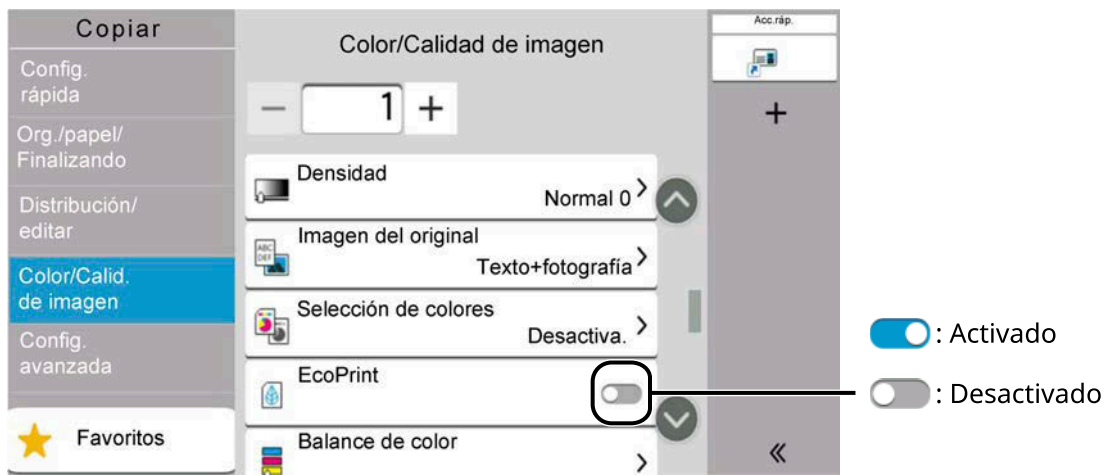 Copiar
Config.
rápida
Org./papel/
Finalizando
Distribución/
editar
Color/Calid.
de imagen
Config.
avanzada
Favoritos
Color/Calidad de imagen
1
Densidad
Normal 0
Imagen del original
ABC
DEF
Texto+fotografía
Selección de colores
Desactiva.
EcoPrint
Balance de color
Acc.ráp.
: Activado
: Desactivado